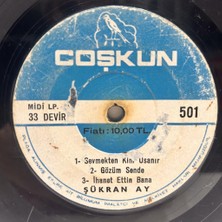 COŞKUN
MİDİ LP.
33 DEVİR
501
Fiatı: 10,00 TL.
1- Sevmekten Kim Usanır
2- Gözüm Sende
3- İhanet Ettin Bana
ŞÜKRAN AY